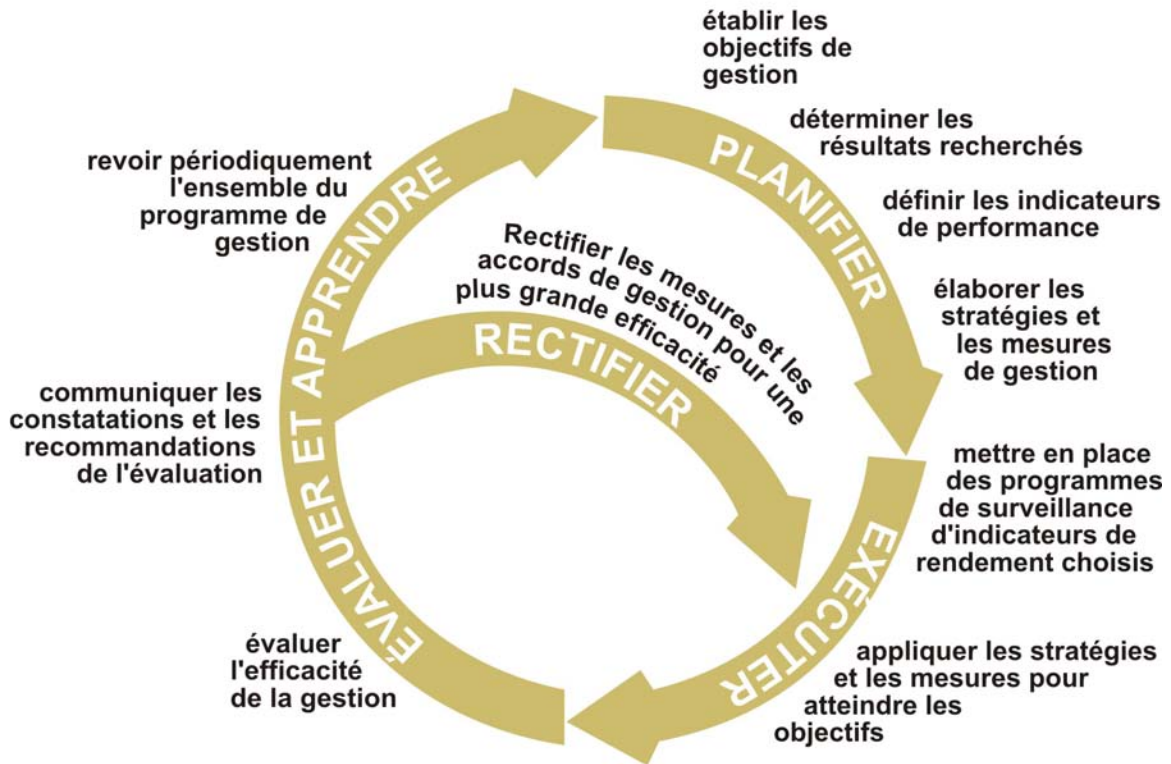 établir les
objectifs de
gestion
déterminer les
résultats recherchés
définir les indicateurs
de performance
élaborer les
stratégies et
les mesures
de gestion
PLANIFIER
mettre en place
des programmes
de surveillance
d'indicateurs de
rendement choisis
appliquer les stratégies
et les mesures pour
atteindre les
objectifs
EXÉCUTER
évaluer
l'efficacité
de la gestion
communiquer les
constatations et les
recommandations
de l'évaluation
revoir périodiquement
l'ensemble du
programme de
gestion
ÉVALUER ET APPRENDRE
Rectifier les mesures et les
accords de gestion pour une
plus grande efficacité
RECTIFIER